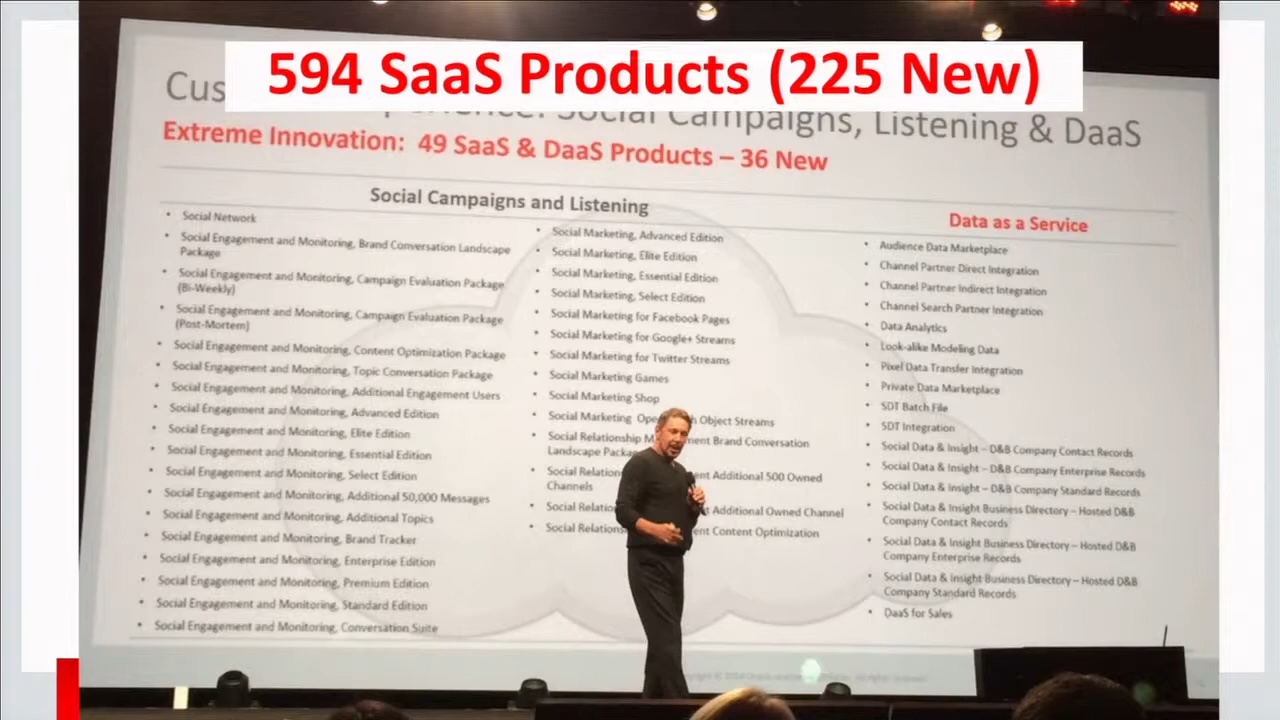 594 SaaS Products (225 New)
Cus
Social Campaigns, Listening & DaaS
Extreme Innovation: 49 SaaS & DaaS Products – 36 New
Social Campaigns and Listening
• Social Network
• Social Engagement and Monitoring, Brand Conversation Landscape
Package
• Social Engagement and Monitoring, Campaign Evaluation Package
(Bi-Weekly)
• Social Engagement and Monitoring, Campaign Evaluation Package
(Post-Mortem)
• Social Engagement and Monitoring, Content Optimization Package
• Social Engagement and Monitoring, Topic Conversation Package
• Social Engagement and Monitoring, Additional Engagement Users
• Social Engagement and Monitoring, Advanced Edition
• Social Engagement and Monitoring, Elite Edition
• Social Engagement and Monitoring, Essential Edition
• Social Engagement and Monitoring, Select Edition
• Social Engagement and Monitoring, Additional 50,000 Messages
• Social Engagement and Monitoring, Additional Topics
• Social Engagement and Monitoring, Brand Tracker
• Social Engagement and Monitoring, Enterprise Edition
• Social Engagement and Monitoring, Premium Edition
• Social Engagement and Monitoring, Standard Edition
• Social Engagement and Monitoring, Conversation Suite
• Social Marketing, Advanced Edition
• Social Marketing, Elite Edition
• Social Marketing, Essential Edition
• Social Marketing, Select Edition
• Social Marketing for Facebook Pages
• Social Marketing for Google+ Streams
• Social Marketing for Twitter Streams
• Social Marketing Games
• Social Marketing Shop
• Social Marketing Ope Object Streams
• Social Relationship M ent Brand Conversation
Landscape Packa
• Social Relation ent Additional 500 Owned
Channels
• Social Relatio t Additional Owned Channel
• Social Relations ent Content Optimization
Data as a Service
• Audience Data Marketplace
• Channel Partner Direct Integration
• Channel Partner Indirect Integration
• Channel Search Partner Integration
• Data Analytics
• Look-alike Modeling Data
• Pixel Data Transfer Integration
• Private Data Marketplace
• SDT Batch File
• SDT Integration
• Social Data & Insight – D&B Company Contact Records
• Social Data & Insight – D&B Company Enterprise Records
• Social Data & Insight – D&B Company Standard Records
• Social Data & Insight Business Directory – Hosted D&B
Company Contact Records
• Social Data & Insight Business Directory – Hosted D&B
Company Enterprise Records
• Social Data & Insight Business Directory – Hosted D&B
Company Standard Records
• DaaS for Sales